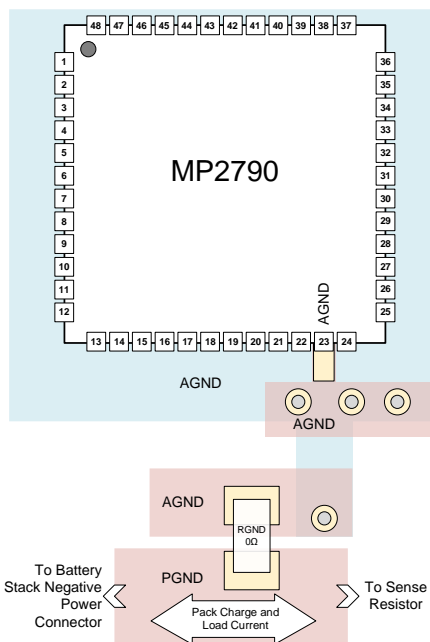 48 47 46 45 44 43 42 41 40 39 38 37
1 36
2 35
3 34
4 33
5 32
6 31
7 30
8 29
9 28
10 27
11 26
12 25
MP2790
AGND
13 14 15 16 17 18 19 20 21 22 23 24
AGND
AGND
AGND
RGND
0Ω
PGND
To Battery
Stack Negative
Power
Connector
Pack Charge and
Load Current
To Sense
Resistor